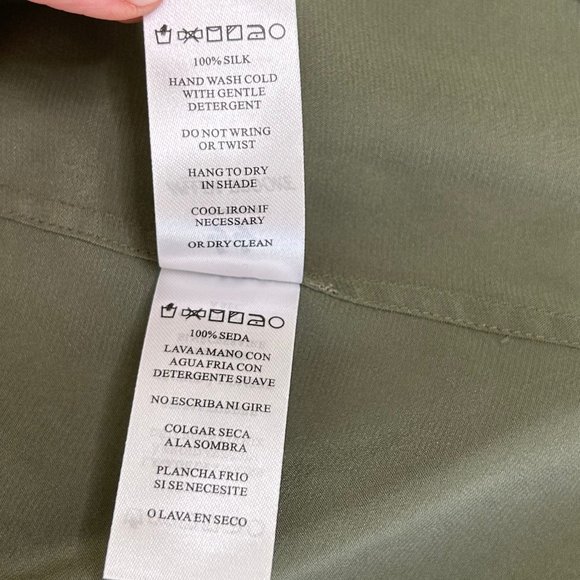 100% SILK
HAND WASH COLD
WITH GENTLE
DETERGENT
DO NOT WRING
OR TWIST
HANG TO DRY
IN SHADE
COOL IRON IF
NECESSARY
OR DRY CLEAN
100% SEDA
LAVA A MANO CON
AGUA FRIA CON
DETERGENTE SUAVE
NO ESCRIBA NI GIRE
COLGAR SECA
A LA SOMBRA
PLANCHA FRIO
SI SE NECESITE
O LAVA EN SECO